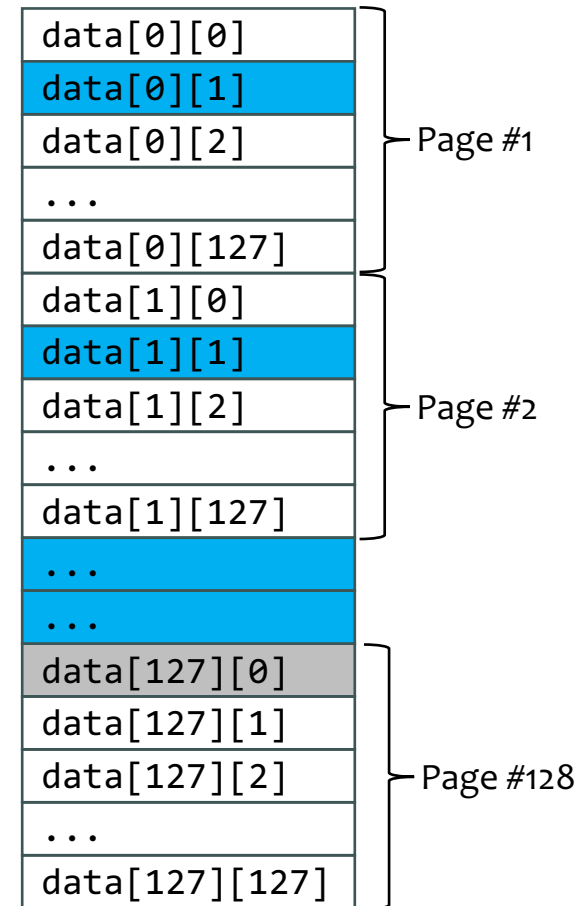 data[0][0]
data[0][1]
data[0][2]
Page #1
...
data[0][127]
data[1][0]
data[1][1]
data[1][2]
Page #2
...
data[1][127]
...
...
data[127][0]
data[127][1]
data[127][2]
Page #128
...
data[127][127]